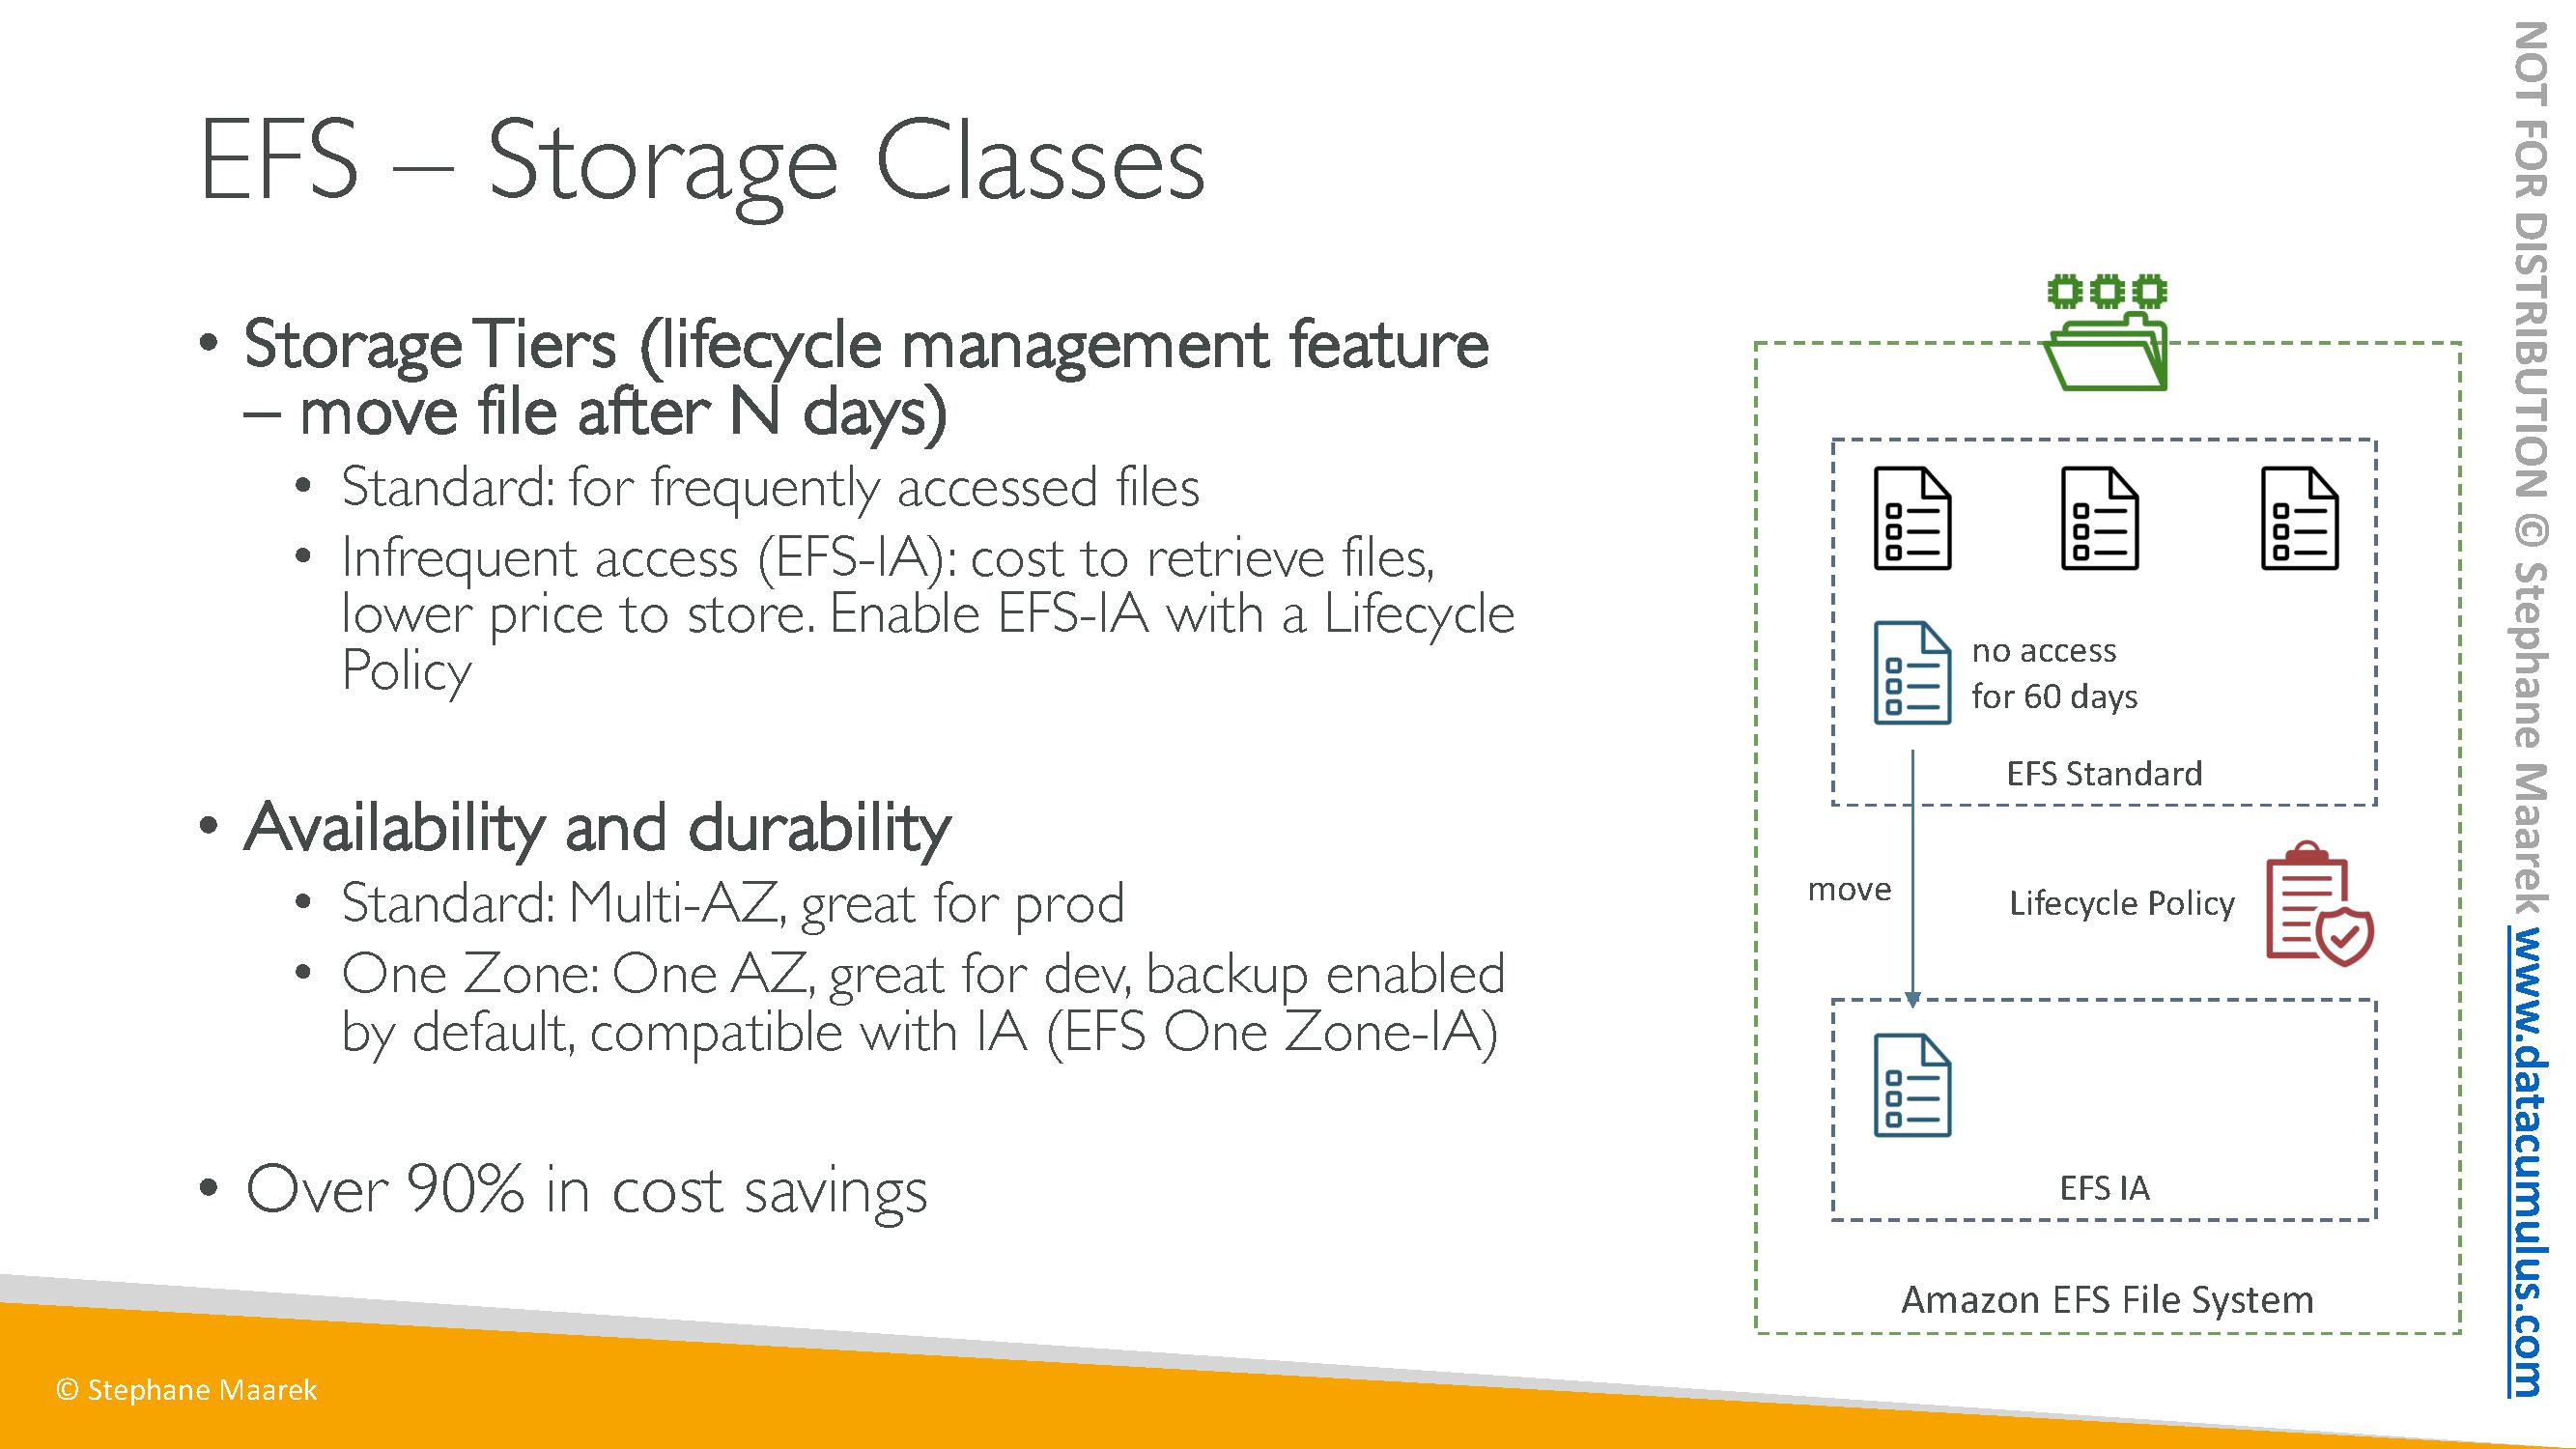 EFS – Storage Classes
• Storage Tiers (lifecycle management feature
– move file after N days)
• Standard: for frequently accessed files
• Infrequent access (EFS-IA): cost to retrieve files,
lower price to store. Enable EFS-IA with a Lifecycle
Policy
• Availability and durability
• Standard: Multi-AZ, great for prod
• One Zone: One AZ, great for dev, backup enabled
by default, compatible with IA (EFS One Zone-IA)
• Over 90% in cost savings
no access
for 60 days
EFS Standard
move
Lifecycle Policy
EFS IA
Amazon EFS File System
© Stephane Maarek
NOT FOR DISTRIBUTION © Stephane Maarek www.datacumulus.com